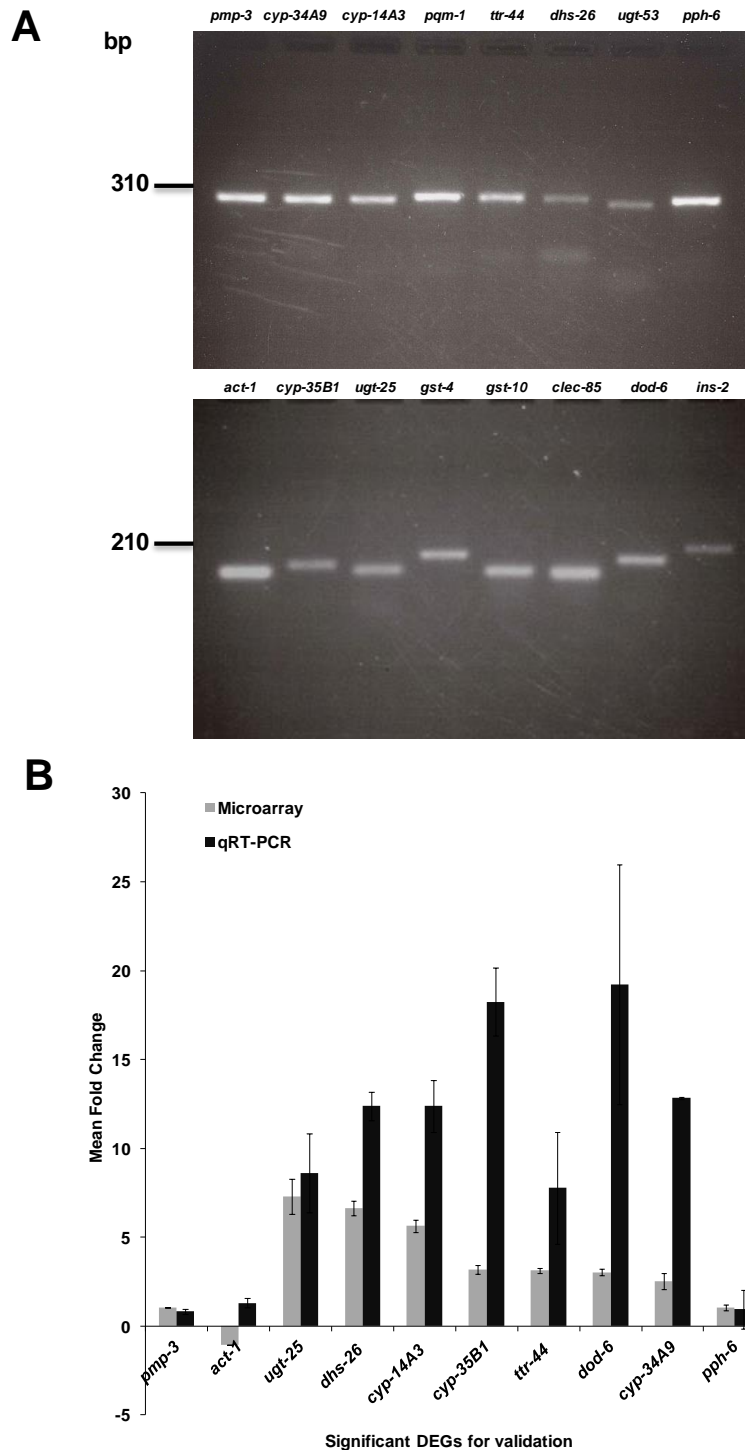 A
bp
pmp-3 cyp-34A9 cyp-14A3 pqm-1 ttr-44 dhs-26 ugt-53 pph-6
310
act-1 cyp-35B1 ugt-25 gst-4 gst-10 clec-85 dod-6 ins-2
210
B
30
25
20
15
10
5
0
-5
Microarray
qRT-PCR
Mean Fold Change
pmp-3 act-1 ugt-25 dhs-26 cyp-14A3 cyp-35B1 ttr-44 dod-6 cyp-34A9 pph-6
Significant DEGs for validation